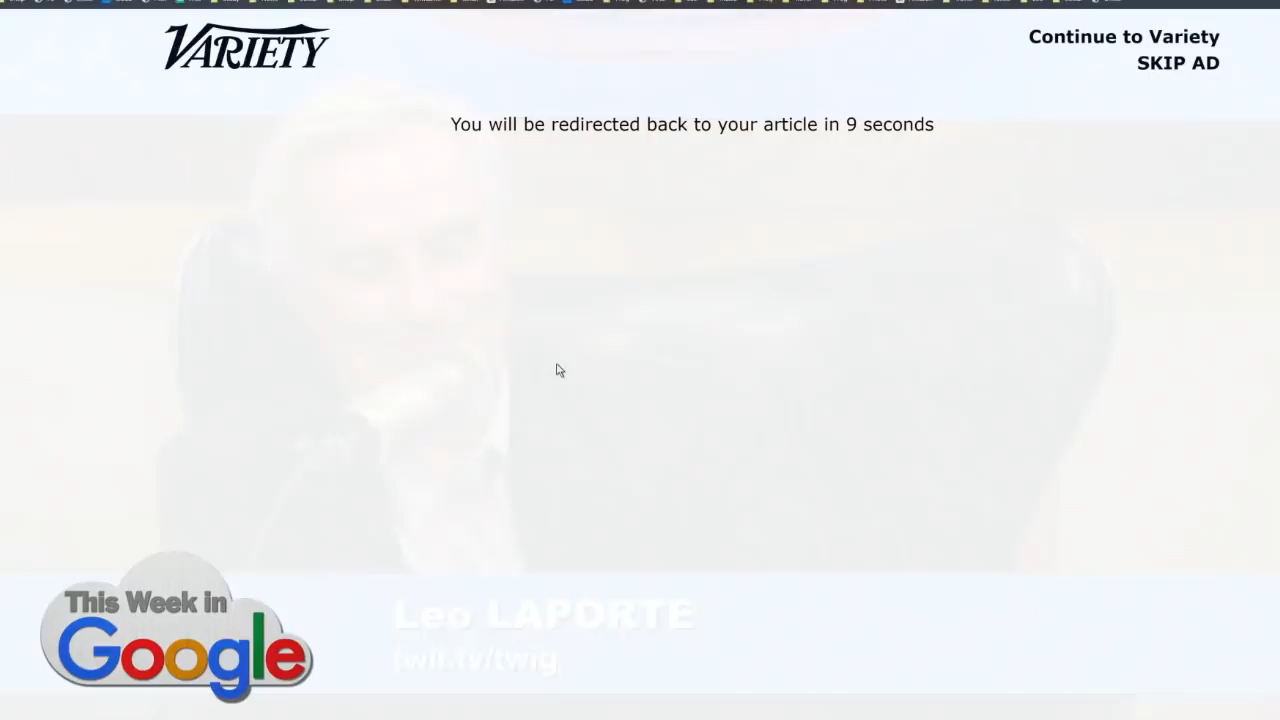 VARIETY
Continue to Variety
SKIP AD
You will be redirected back to your article in 9 seconds
This Week in
Google
Leo LAPORTE
twit.tv/twig